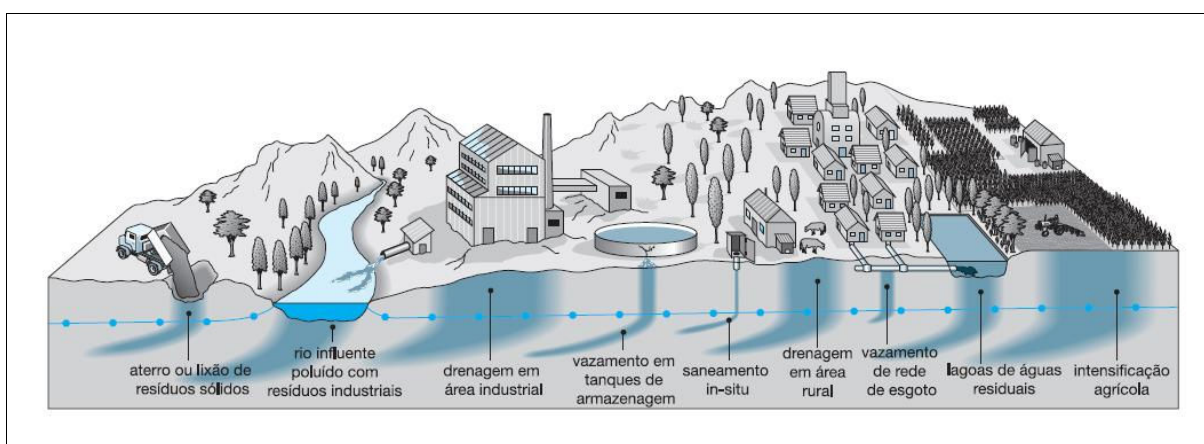 aterro ou lixão de
resíduos sólidos
rio influente
poluído com
resíduos industriais
drenagem em
área industrial
vazamento em
tanques de
armazenagem
saneamento
in-situ
drenagem
em área
rural
vazamento
de rede
de esgoto
lagoas de águas
residuais
intensificação
agrícola